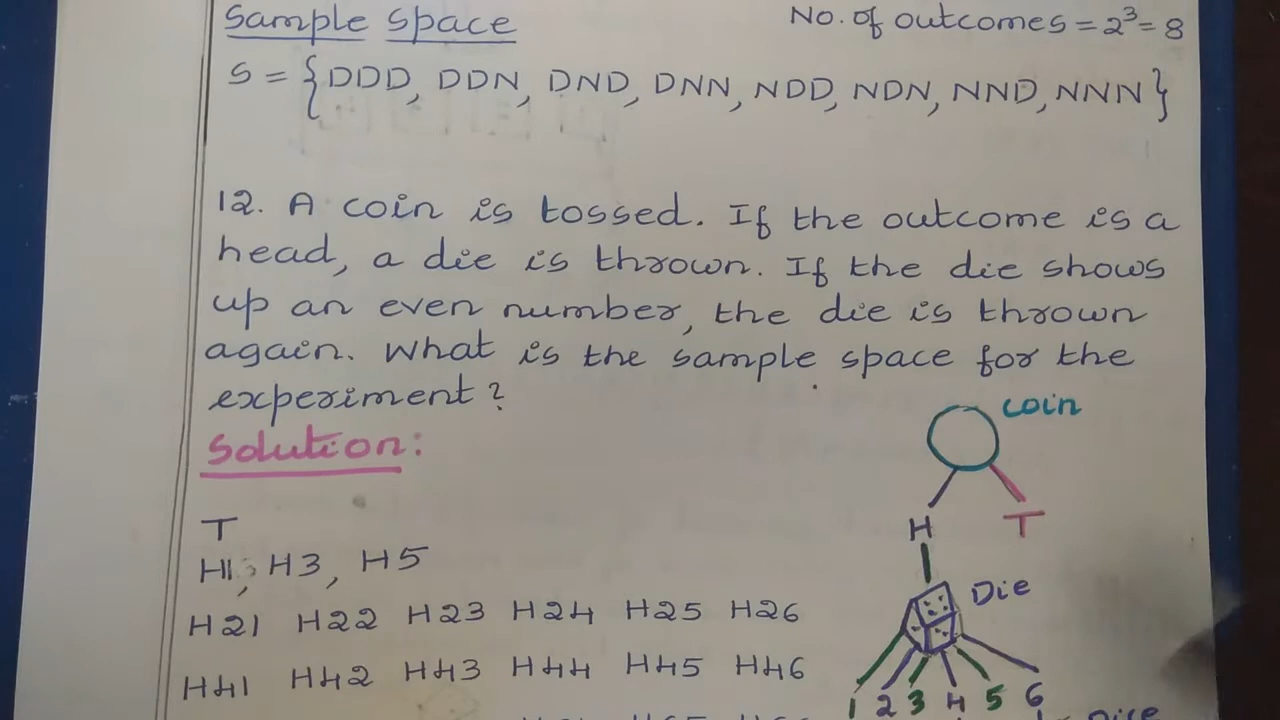 Sample space
No. of outcomes = 2³ = 8
S = {DDD, DDN, DND, DNN, NDD, NDN, NND, NNN}
12. A coin is tossed. If the outcome is a
head, a die is thrown. If the die shows
up an even number, the die is thrown
again. What is the sample space for the
experiment?
Solution:
coin
H T
Die
1 2 3 4 5 6
T
H1, H3, H5
H21 H22 H23 H24 H25 H26
H41 H42 H43 H44 H45 H46